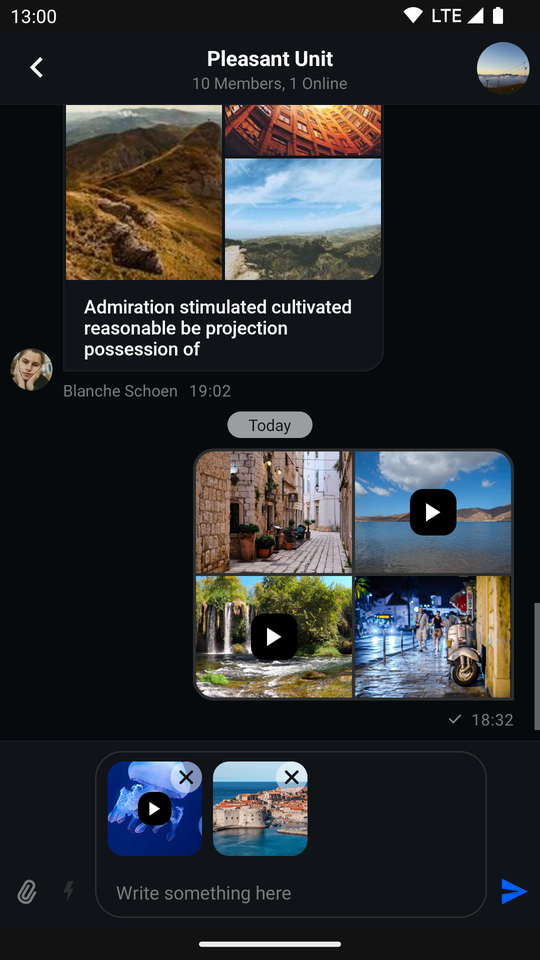 13:00
LTE
Pleasant Unit
10 Members, 1 Online
Admiration stimulated cultivated
reasonable be projection
possession of
Blanche Schoen 19:02
Today
18:32
Write something here